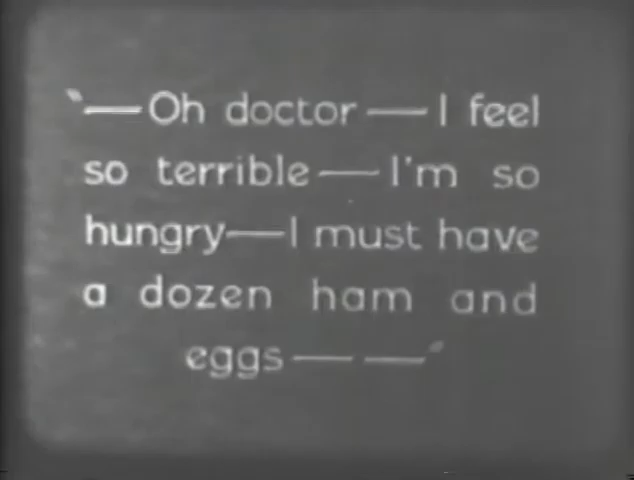 "—Oh doctor—I feel
so terrible—I'm so
hungry—I must have
a dozen ham and
eggs— —"